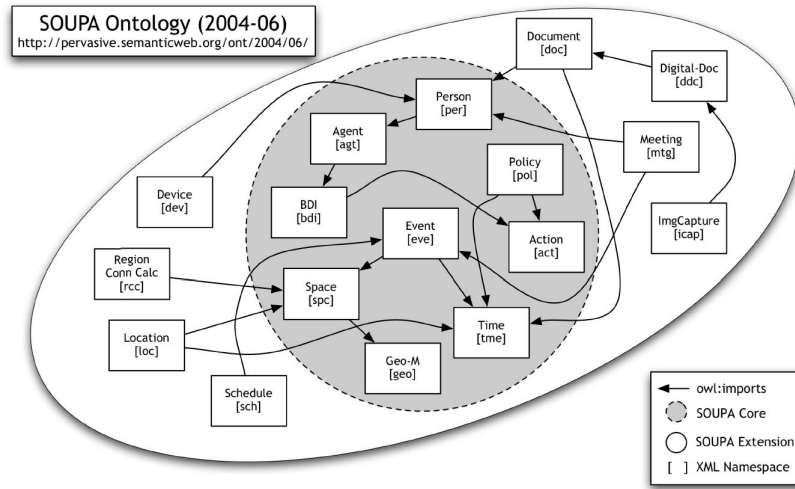 SOUPA Ontology (2004-06)
http://pervasive.semanticweb.org/ont/2004/06/
Document
[doc]
Digital-Doc
[ddc]
Person
[per]
Agent
[agt]
Meeting
[mtg]
Policy
[pol]
Device
[dev]
BDI
[bdi]
ImgCapture
[icap]
Event
[eve]
Action
[act]
Region
Conn Calc
[rcc]
Space
[spc]
Location
[loc]
Time
[tme]
Geo-M
[geo]
Schedule
[sch]
owl:imports
SOUPA Core
SOUPA Extension
[ ] XML Namespace